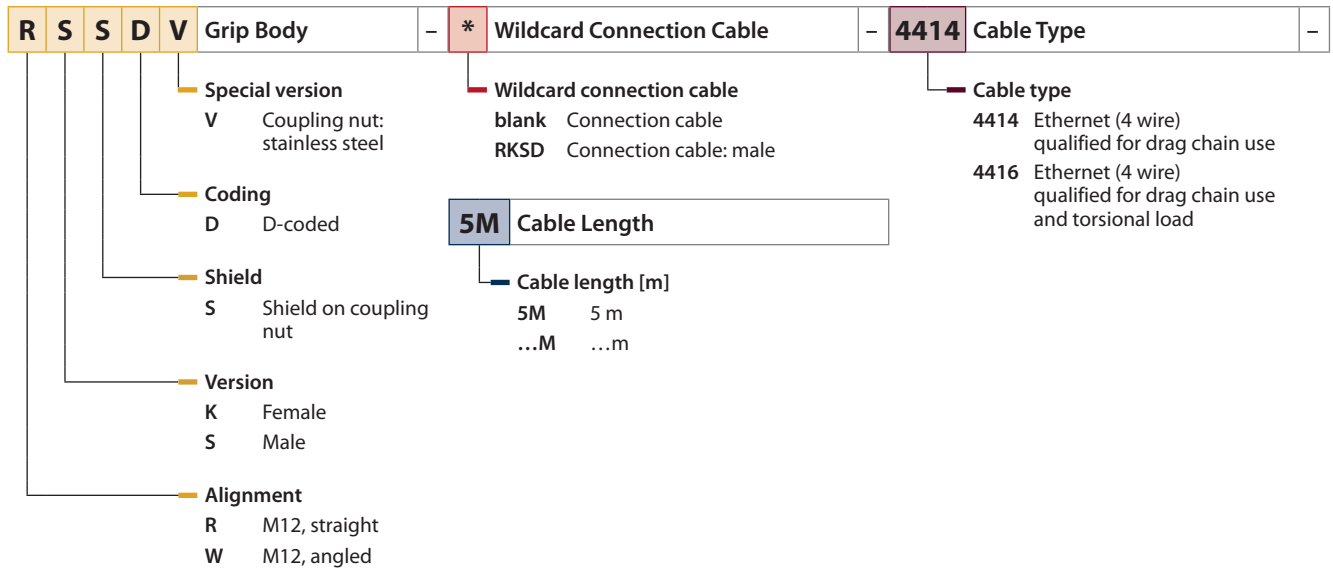 R S S D V Grip Body – * Wildcard Connection Cable – 4414 Cable Type –
Special version
V Coupling nut:
stainless steel
Coding
D D-coded
Shield
S Shield on coupling
nut
Version
K Female
S Male
Alignment
R M12, straight
W M12, angled
Wildcard connection cable
blank Connection cable
RKSD Connection cable: male
5M Cable Length
Cable length [m]
5M 5 m
…M …m
Cable type
4414 Ethernet (4 wire)
qualified for drag chain use
4416 Ethernet (4 wire)
qualified for drag chain use
and torsional load